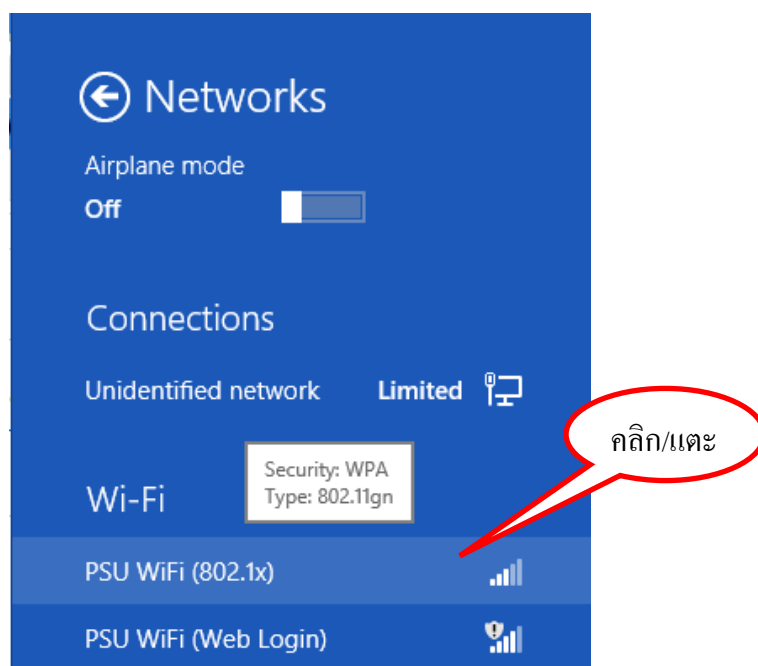 Networks
Airplane mode
Off
Connections
Unidentified network Limited
คลิก/แตะ
Security: WPA
Type: 802.11gn
Wi-Fi
PSU WiFi (802.1x)
PSU WiFi (Web Login)